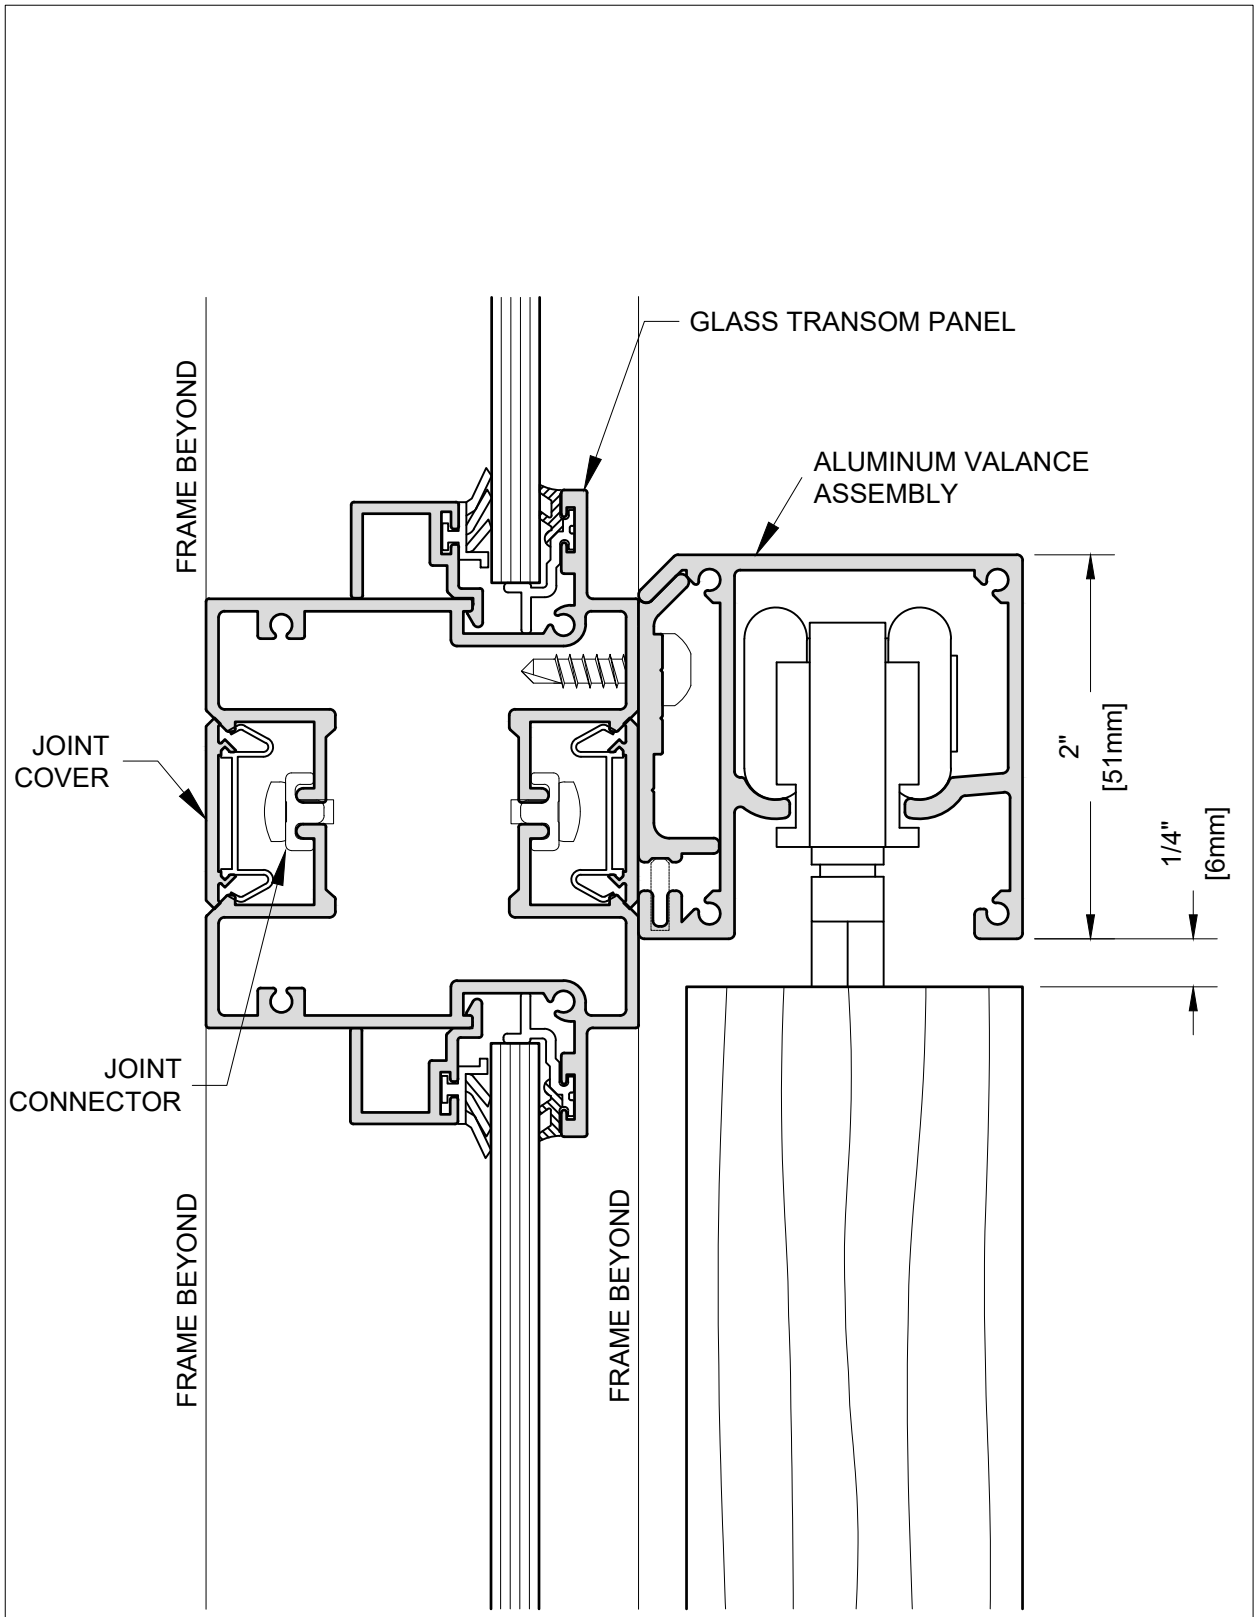 GLASS TRANSOM PANEL
FRAME BEYOND
ALUMINUM VALANCE
ASSEMBLY
JOINT
COVER
2"
[51mm]
1/4"
[6mm]
JOINT
CONNECTOR
FRAME BEYOND
FRAME BEYOND